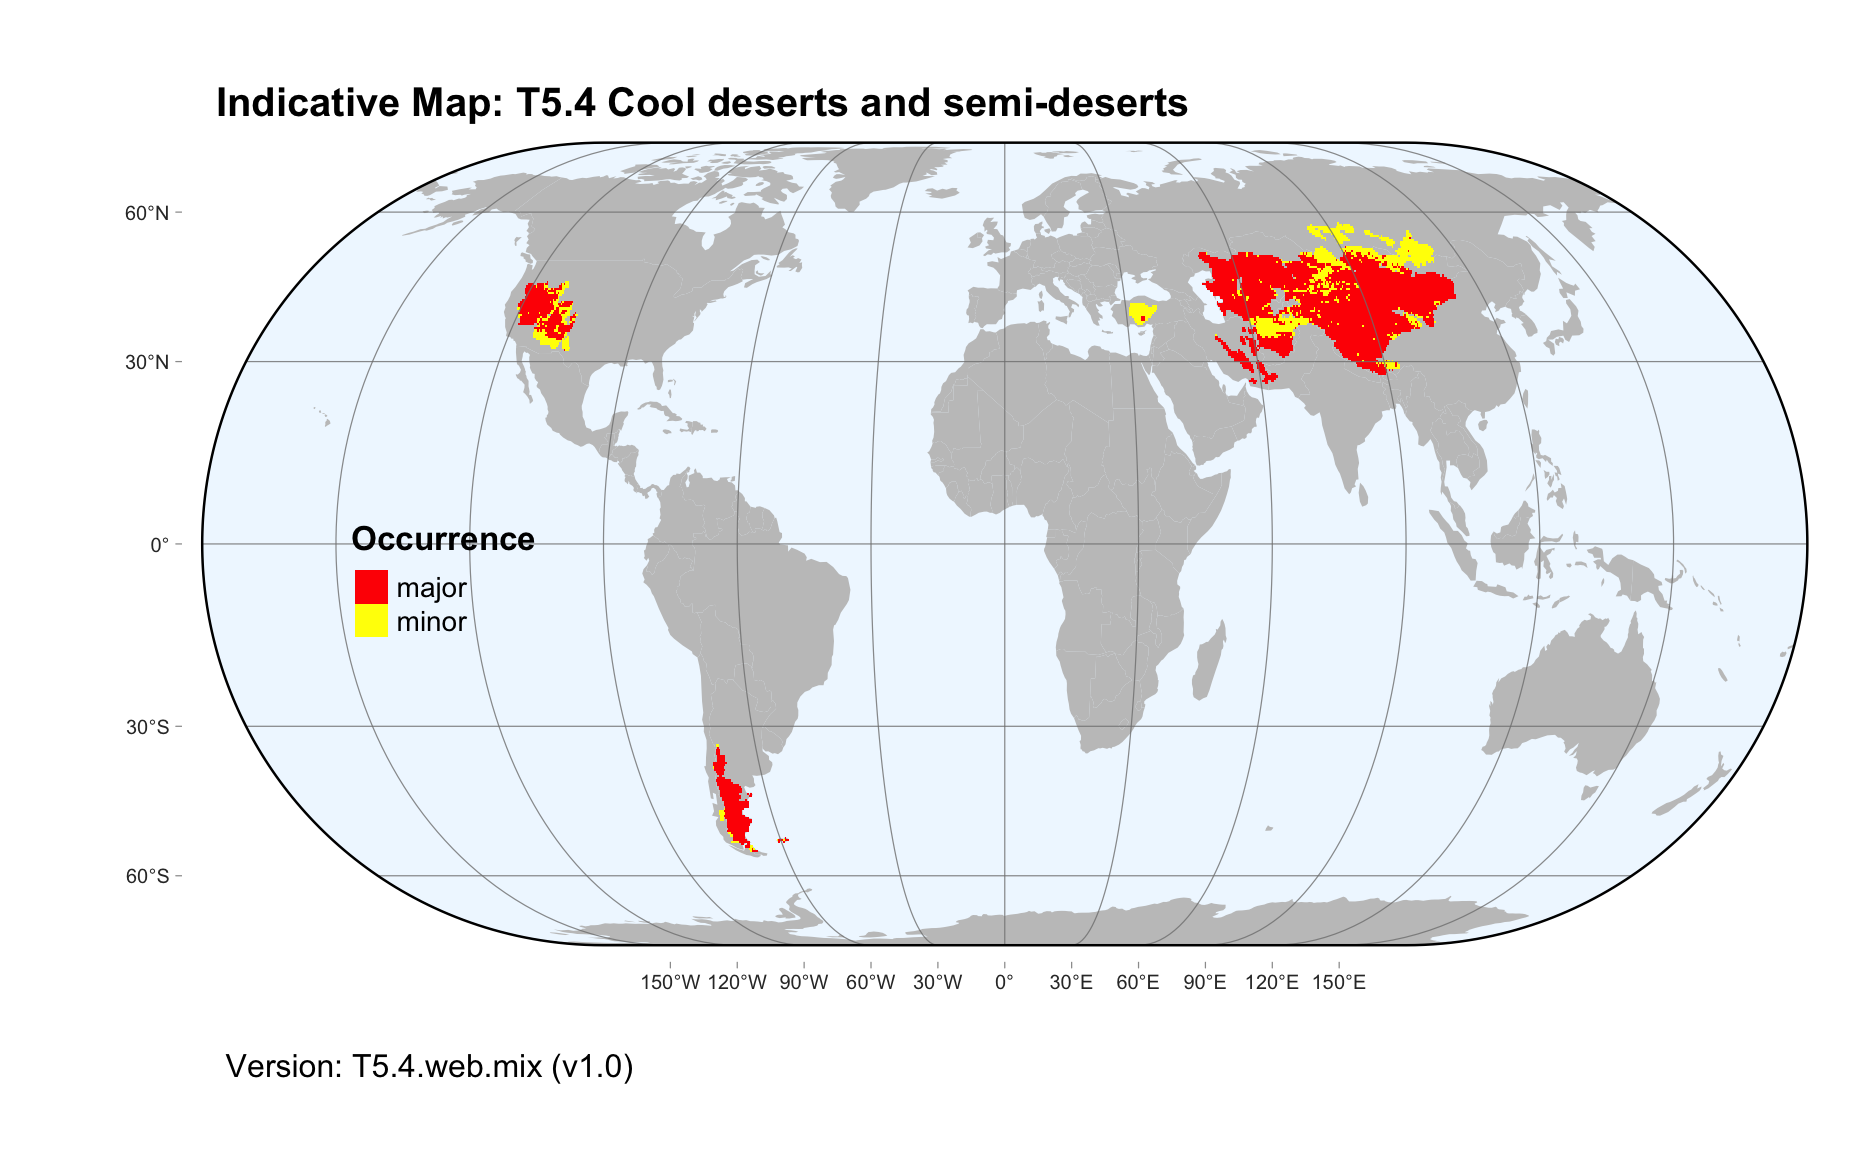 Indicative Map: T5.4 Cool deserts and semi-deserts
60°N
30°N
0°
30°S
60°S
Occurrence
major
minor
150°W 120°W 90°W 60°W 30°W 0° 30°E 60°E 90°E 120°E 150°E
Version: T5.4.web.mix (v1.0)